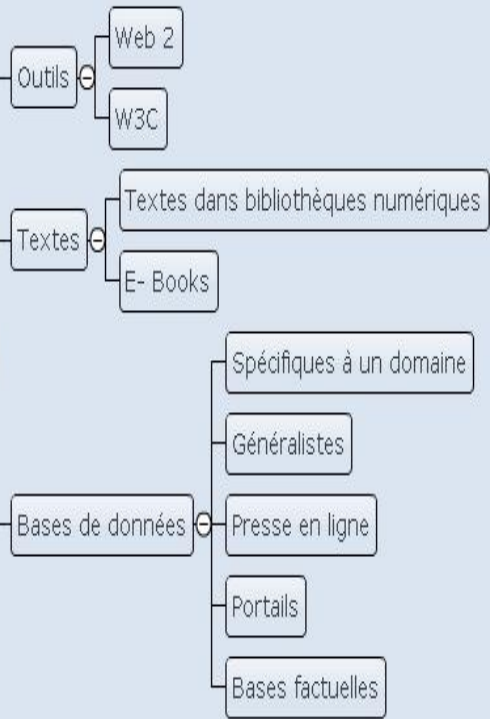 Outils
Web 2
W3C
Textes
Textes dans bibliothèques numériques
E- Books
Bases de données
Spécifiques à un domaine
Généralistes
Presse en ligne
Portails
Bases factuelles